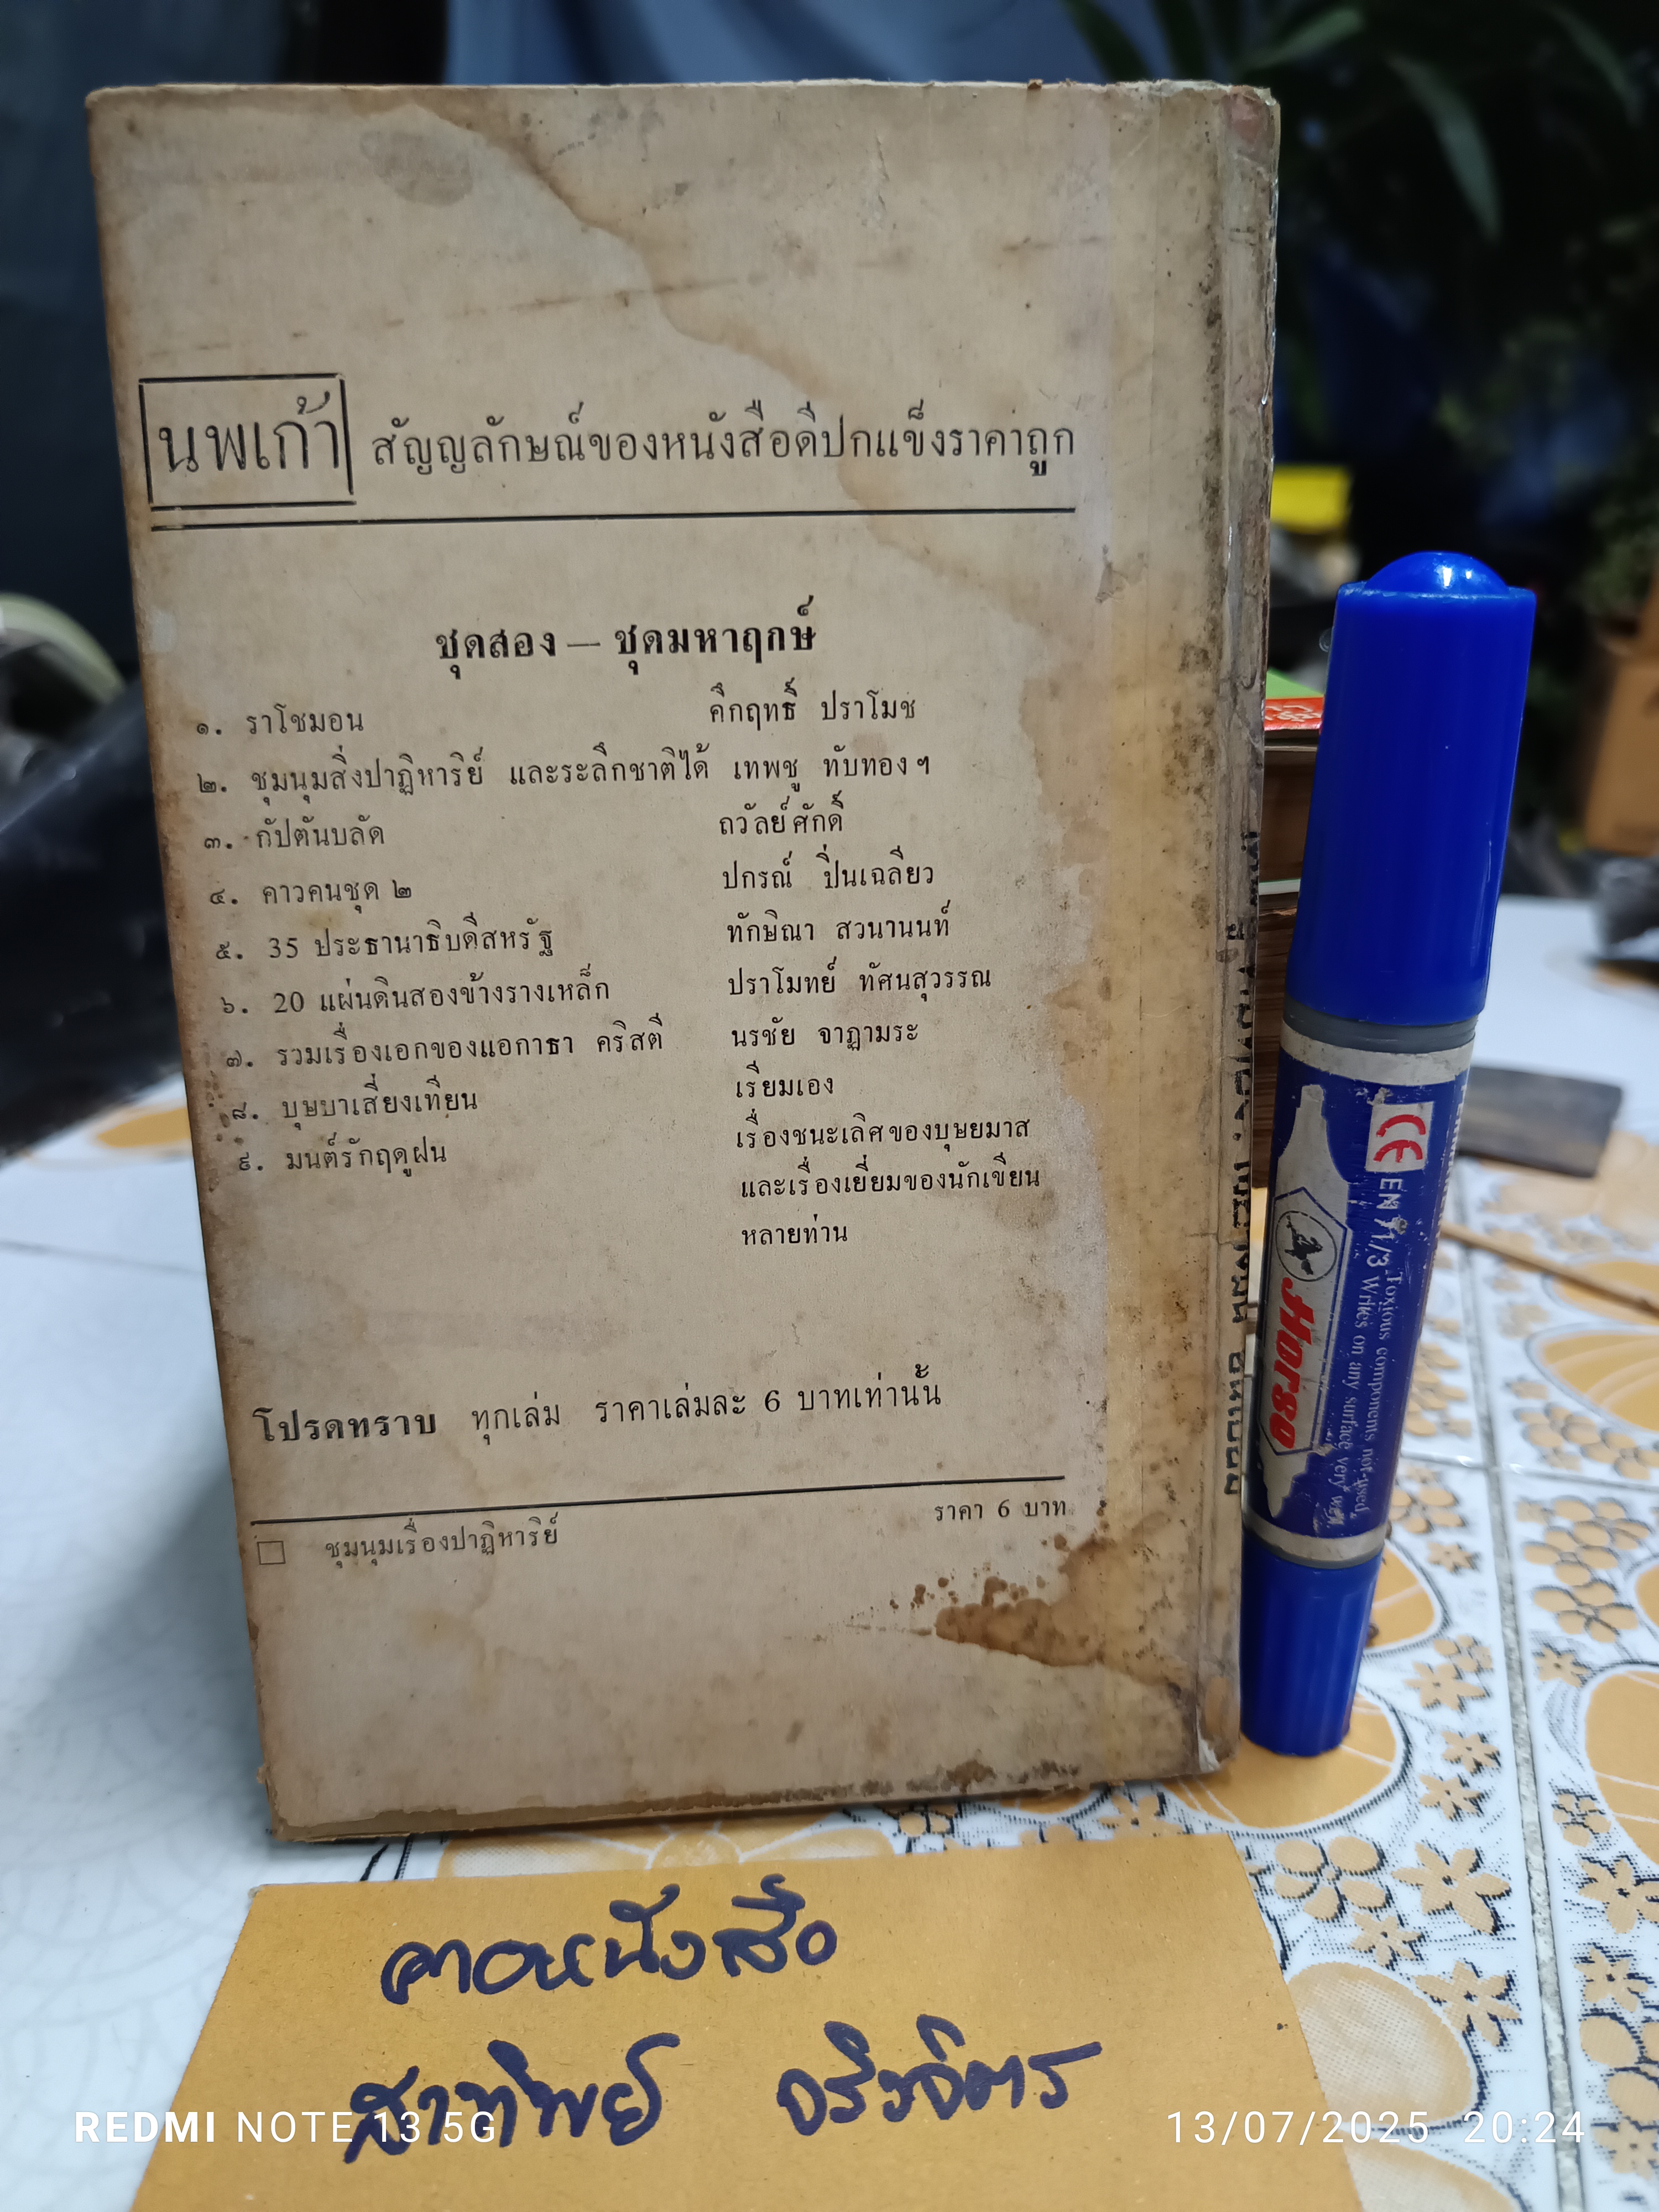 นพเก้า สัญญลักษณ์ของหนังสือดีปกแข็งราคาถูก
ชุดสอง — ชุดมหาฤกษ์
๑. ราโชมอน คึกฤทธิ์ ปราโมช
๒. ชุมนุมสิ่งปาฏิหาริย์ และระลึกชาติได้ เทพชู ทับทอง ฯ
๓. กัปตันบลัด ถวัลย์ศักดิ์
๔. คาวคนชุด ๒ ปกรณ์ ปิ่นเฉลียว
๕. 35 ประธานาธิบดีสหรัฐ ทักษิณา สวนานนท์
๖. 20 แผ่นดินสองข้างรางเหล็ก ปราโมทย์ ทัศนสุวรรณ
๗. รวมเรื่องเอกของแอกาธา คริสตี นรชัย จาฏามระ
๘. บุษบาเสี่ยงเทียน เรียมเอง
๙. มนต์รักฤดูฝน เรื่องชนะเลิศของบุษยมาส
และเรื่องเยี่ยมของนักเขียน
หลายท่าน
โปรดทราบ ทุกเล่ม ราคาเล่มละ 6 บาทเท่านั้น
ราคา 6 บาท
ชุมนุมเรื่องปาฏิหาริย์
CE
EN 71/3
Toxious components not used.
Writes on any surface very
Horse
REDMI NOTE 13 5G
13/07/2025 20:24